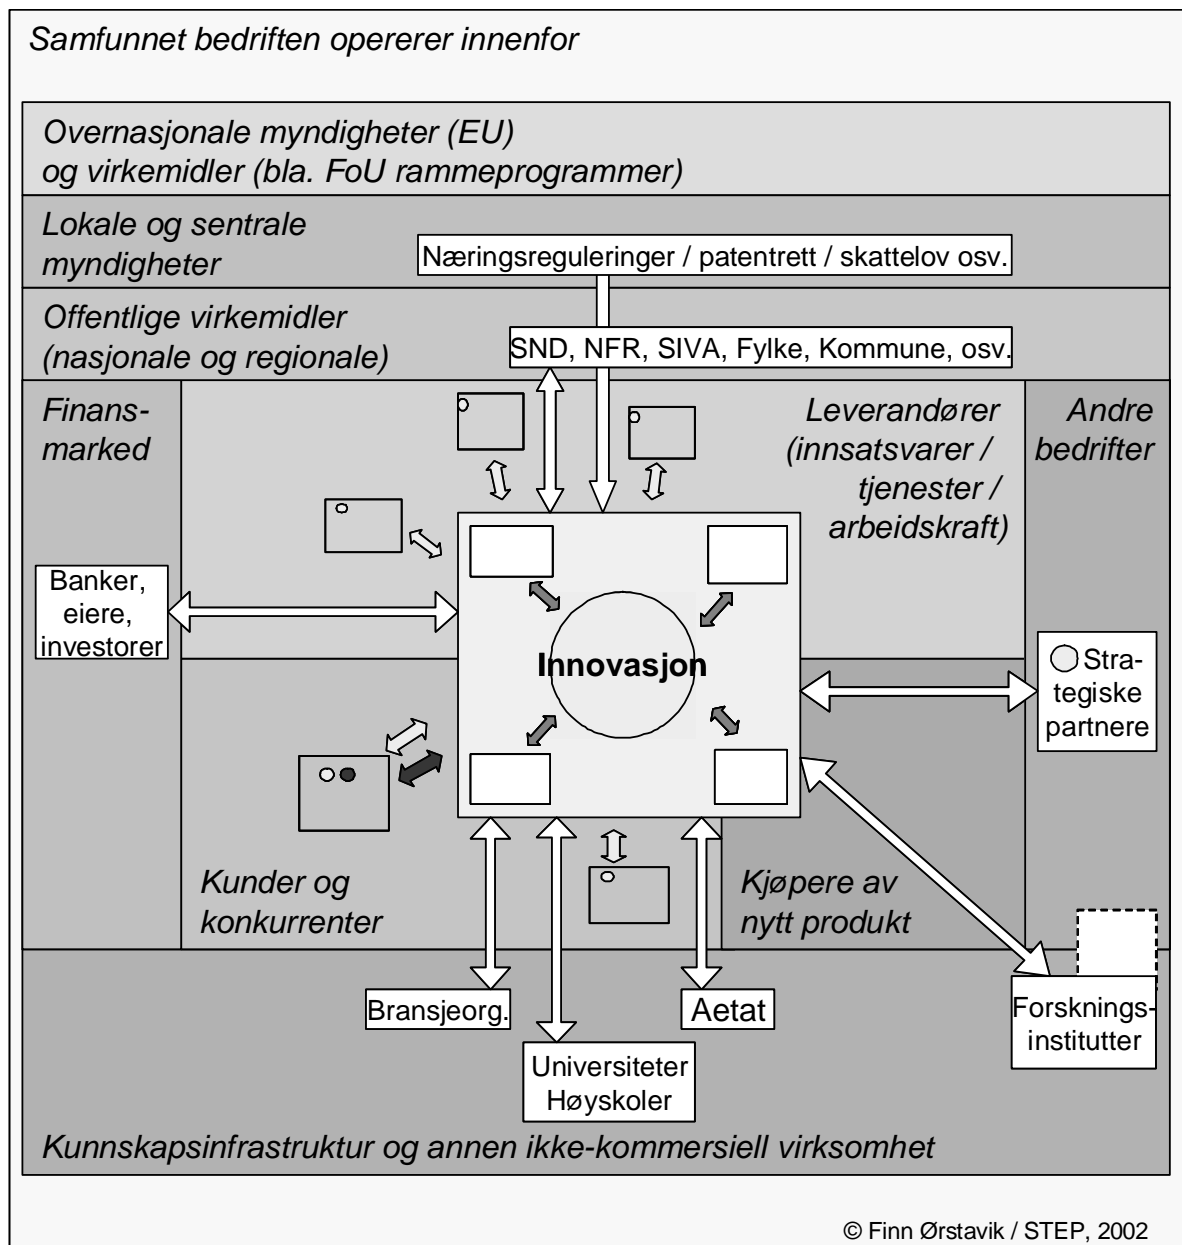 Samfunnet bedriften opererer innenfor
Overnasjonale myndigheter (EU)
og virkemidler (bla. FoU rammeprogrammer)
Lokale og sentrale
myndigheter
Næringsreguleringer / patentrett / skattelov osv.
Offentlige virkemidler
(nasjonale og regionale)
SND, NFR, SIVA, Fylke, Kommune, osv.
Finans-
marked
Leverandører
(innsatsvarer /
tjenester /
arbeidskraft)
Andre
bedrifter
Banker,
eiere,
investorer
Innovasjon
Stra-
tegiske
partnere
Kunder og
konkurrenter
Kjøpere av
nytt produkt
Bransjeorg.
Aetat
Forsknings-
institutter
Universiteter
Høyskoler
Kunnskapsinfrastruktur og annen ikke-kommersiell virksomhet
© Finn Ørstavik / STEP, 2002